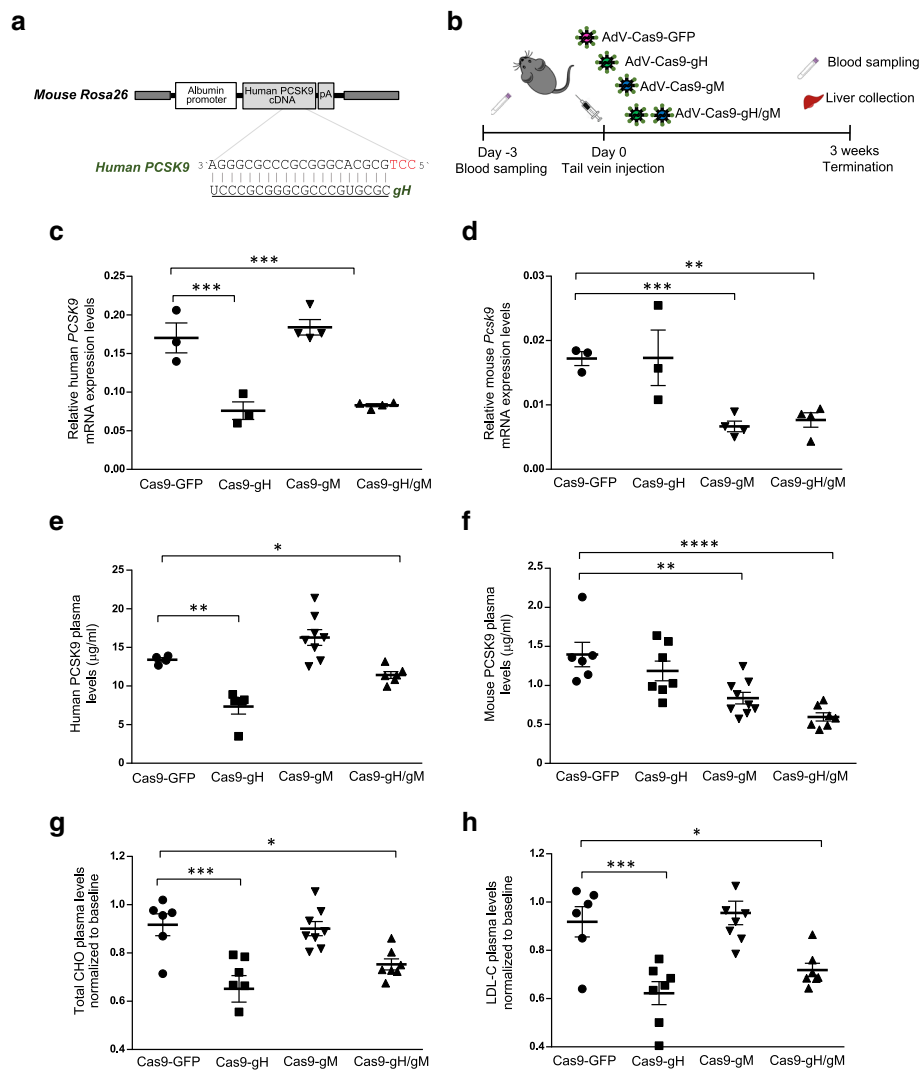 a
Mouse Rosa26
Albumin
promoter
Human PCSK9
cDNA
pA
Human PCSK9
3`AGGGCGCCCGCGGGCACGCGTCC 5`
UCCCGCGGGCGCCCGUGCGC gH
b
AdV-Cas9-GFP
AdV-Cas9-gH
AdV-Cas9-gM
AdV-Cas9-gH/gM
Blood sampling
Liver collection
Day -3
Blood sampling
Day 0
Tail vein injection
3 weeks
Termination
c
Relative human PCSK9
mRNA expression levels
0.25
0.20
0.15
0.10
0.05
0.00
***
***
Cas9-GFP Cas9-gH Cas9-gM Cas9-gH/gM
d
Relative mouse Pcsk9
mRNA expression levels
0.03
0.02
0.01
0.00
**
***
Cas9-GFP Cas9-gH Cas9-gM Cas9-gH/gM
e
Human PCSK9 plasma
levels (µg/ml)
25
20
15
10
5
0
*
**
Cas9-GFP Cas9-gH Cas9-gM Cas9-gH/gM
f
Mouse PCSK9 plasma
levels (µg/ml)
2.5
2.0
1.5
1.0
0.5
0.0
****
**
Cas9-GFP Cas9-gH Cas9-gM Cas9-gH/gM
g
Total CHO plasma levels
normalized to baseline
1.2
1.0
0.8
0.6
0.4
*
***
Cas9-GFP Cas9-gH Cas9-gM Cas9-gH/gM
h
LDL-C plasma levels
normalized to baseline
1.2
1.0
0.8
0.6
0.4
*
***
Cas9-GFP Cas9-gH Cas9-gM Cas9-gH/gM